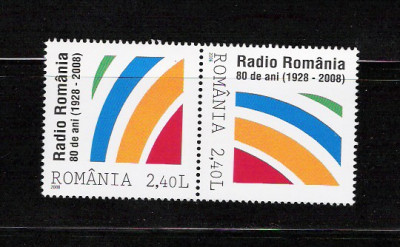 Radio România
80 de ani (1928 - 2008)
ROMÂNIA 2,40L
2008
Radio România
80 de ani (1928 - 2008)
ROMÂNIA 2,40L
2008